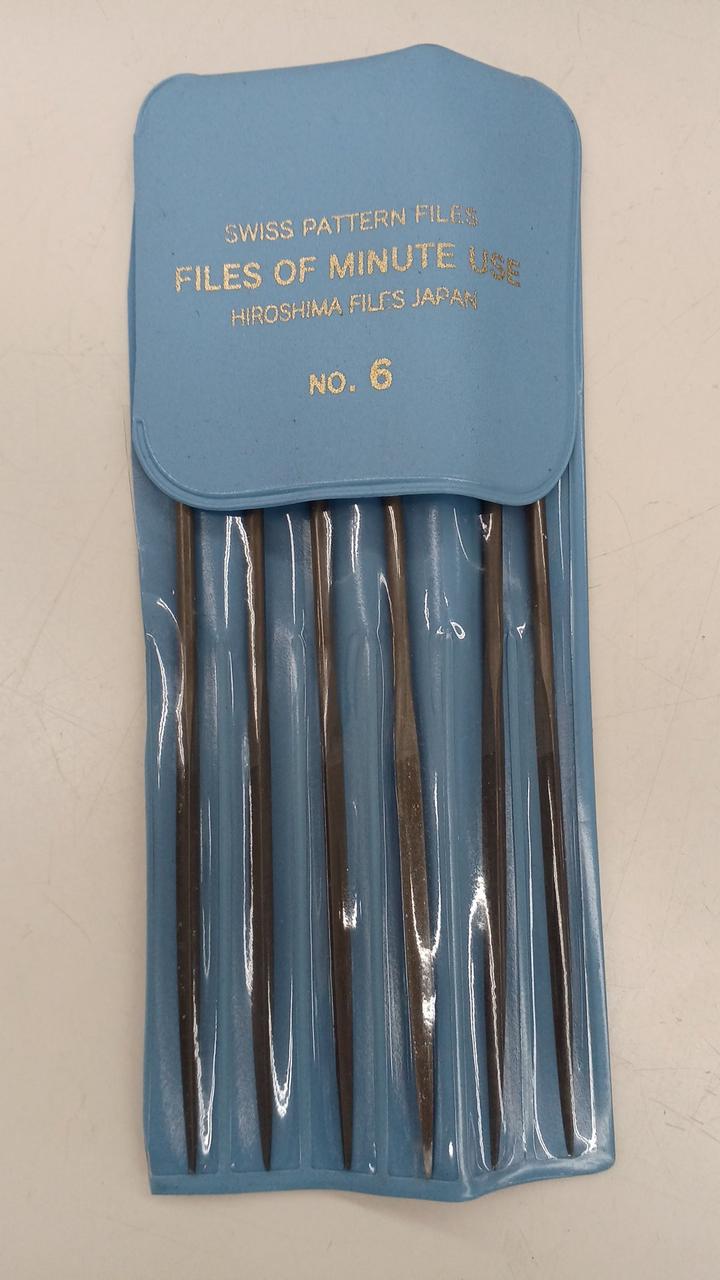 SWISS PATTERN FILES
FILES OF MINUTE USE
HIROSHIMA FILES JAPAN
NO. 6